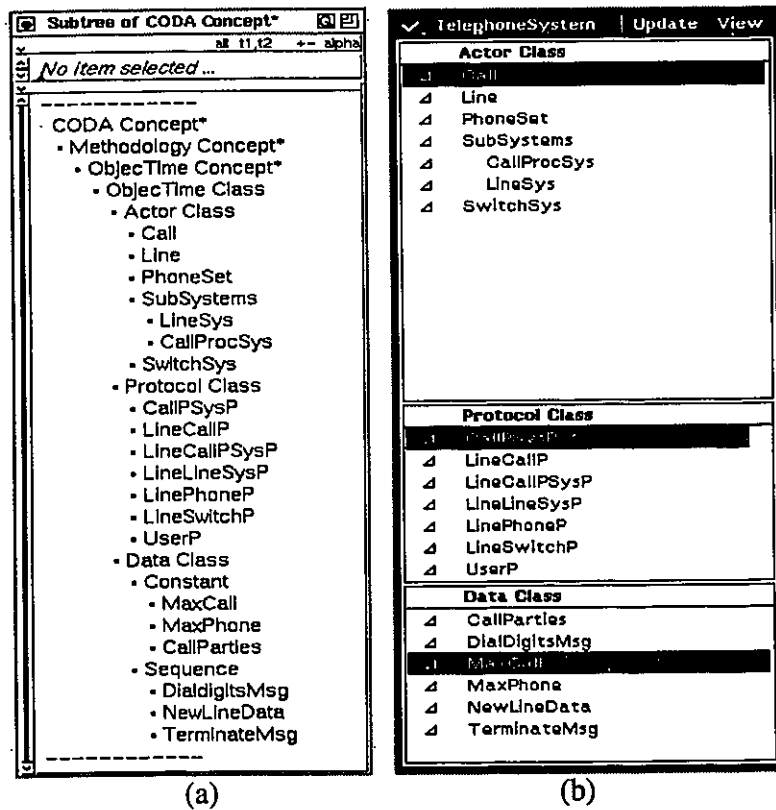 Subtree of CODA Concept*
all t1,t2 +- alpha
No item selected ...
--------------
CODA Concept*
Methodology Concept*
ObjecTime Concept*
ObjecTime Class
Actor Class
Call
Line
PhoneSet
SubSystems
LineSys
CallProcSys
SwitchSys
Protocol Class
CallPSysP
LineCallP
LineCallPSysP
LineLineSysP
LinePhoneP
LineSwitchP
UserP
Data Class
Constant
MaxCall
MaxPhone
CallParties
Sequence
DialdigitsMsg
NewLineData
TerminateMsg
--------------
(a)
TelephoneSystem Update View
Actor Class
Call
Line
PhoneSet
SubSystems
CallProcSys
LineSys
SwitchSys
Protocol Class
CallPSysP
LineCallP
LineCallPSysP
LineLineSysP
LinePhoneP
LineSwitchP
UserP
Data Class
CallParties
DialDigitsMsg
MaxCall
MaxPhone
NewLineData
TerminateMsg
(b)